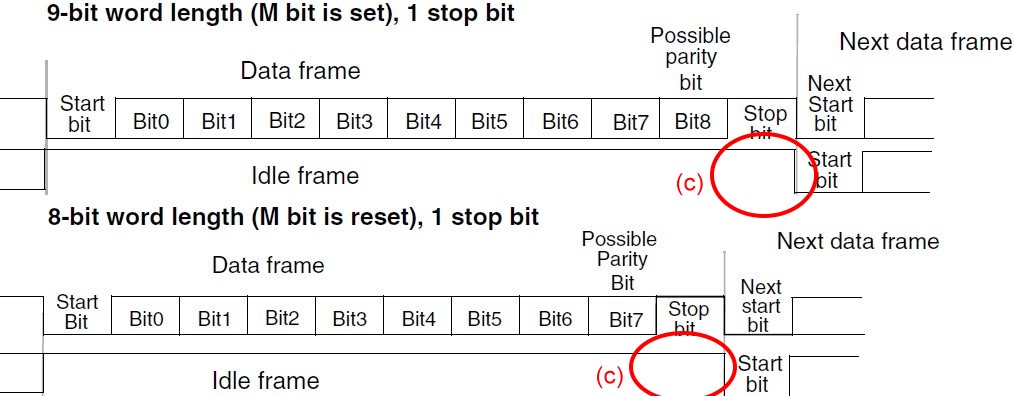 9-bit word length (M bit is set), 1 stop bit
Possible
parity
bit
Next data frame
Data frame
Next
Start
bit
Start
bit
Bit0 Bit1 Bit2 Bit3 Bit4 Bit5 Bit6 Bit7 Bit8
Stop
bit
Idle frame
(c)
Start
bit
8-bit word length (M bit is reset), 1 stop bit
Possible
Parity
Bit
Next data frame
Data frame
Next
start
bit
Start
Bit
Bit0 Bit1 Bit2 Bit3 Bit4 Bit5 Bit6 Bit7
Stop
bit
Idle frame
(c)
Start
bit